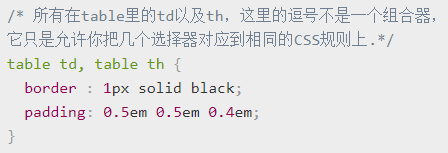 /* 所有在table里的td以及th，这里的逗号不是一个组合器，
它只是允许你把几个选择器对应到相同的CSS规则上.*/
table td, table th {
  border : 1px solid black;
  padding: 0.5em 0.5em 0.4em;
}